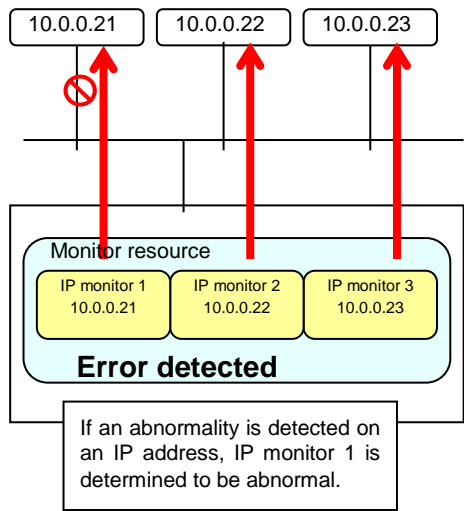 10.0.0.21 10.0.0.22 10.0.0.23
Monitor resource
IP monitor 1 IP monitor 2 IP monitor 3
10.0.0.21 10.0.0.22 10.0.0.23
Error detected
If an abnormality is detected on
an IP address, IP monitor 1 is
determined to be abnormal.